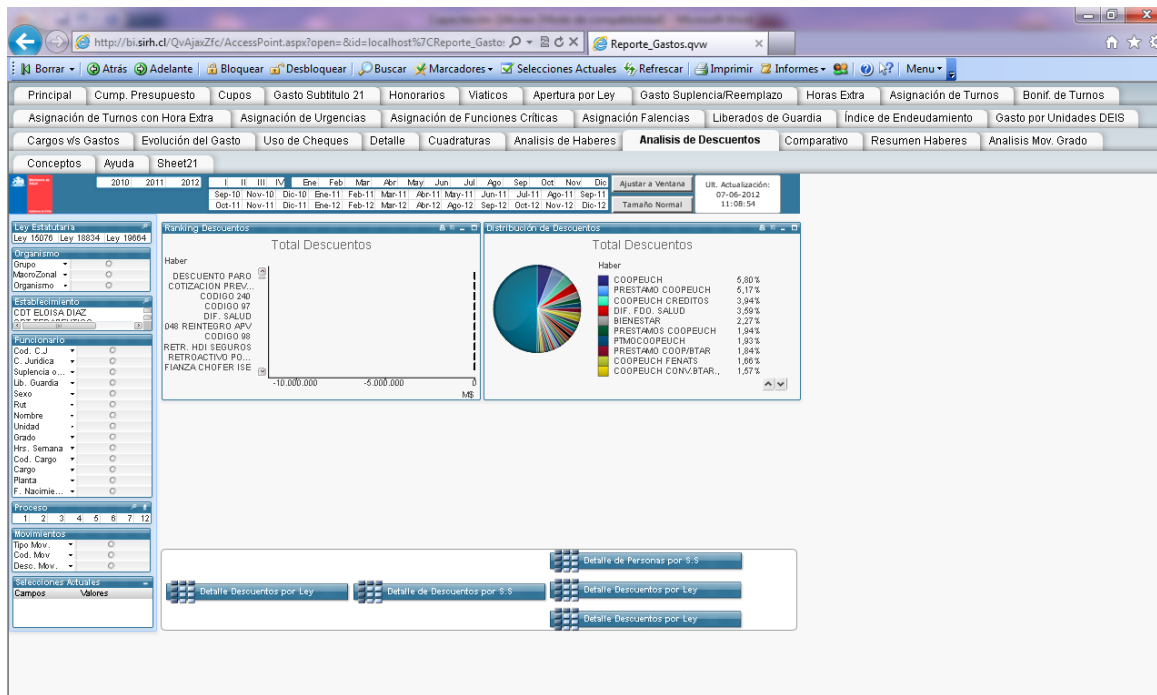 http://bi.sirh.cl/QvAjaxZfc/AccessPoint.aspx?open=&id=localhost%7CReporte_Gasto:
Reporte_Gastos.qvw
Borrar Atrás Adelante Bloquear Desbloquear Buscar Marcadores Selecciones Actuales Refrescar Imprimir Informes Menu
Principal Cump. Presupuesto Cupos Gasto Subtitulo 21 Honorarios Viaticos Apertura por Ley Gasto Suplencia/Reemplazo Horas Extra Asignación de Turnos Bonif. de Turnos
Asignación de Turnos con Hora Extra Asignación de Urgencias Asignación de Funciones Críticas Asignación Falencias Liberados de Guardia Índice de Endeudamiento Gasto por Unidades DEIS
Cargos v/s Gastos Evolución del Gasto Uso de Cheques Detalle Cuadraturas Analisis de Haberes Analisis de Descuentos Comparativo Resumen Haberes Analisis Mov. Grado
Conceptos Ayuda Sheet21
2010 2011 2012 I II III IV Ene Feb Mar Abr May Jun Jul Ago Sep Oct Nov Dic
Sep-10 Nov-10 Dic-10 Ene-11 Feb-11 Mar-11 Abr-11 May-11 Jun-11 Jul-11 Ago-11 Sep-11
Oct-11 Nov-11 Dic-11 Ene-12 Feb-12 Mar-12 Abr-12 Ago-12 Sep-12 Oct-12 Nov-12 Dic-12
Ajustar a Ventana
Tamaño Normal
Ult. Actualización:
07-06-2012
11:08:54
Ley Estatutaria
Ley 15076 Ley 18834 Ley 19664
Organismo
Grupo
MacroZonal
Organismo
Establecimiento
CDT ELOISA DIAZ
Funcionario
Cod. C.J
C. Juridica
Suplencia o...
Lib. Guardia
Sexo
Rut
Nombre
Unidad
Grado
Hrs. Semana
Cod. Cargo
Cargo
Planta
F. Nacimie...
Proceso
1 2 3 4 5 6 7 12
Movimientos
Tipo Mov.
Cod. Mov
Desc. Mov.
Selecciones Actuales
Campos Valores
Ranking Descuentos
Total Descuentos
Haber
DESCUENTO PARO
COTIZACION PREV...
CODIGO 240
CODIGO 97
DIF. SALUD
048 REINTEGRO APV
CODIGO 98
RETR. HDI SEGUROS
RETROACTIVO PO...
FIANZA CHOFER ISE
-10.000.000 -5.000.000 0
M$
Distribución de Descuentos
Total Descuentos
Haber
COOPEUCH 5,80%
PRESTAMO COOPEUCH 5,17%
COOPEUCH CREDITOS 3,94%
DIF. FDO. SALUD 3,59%
BIENESTAR 2,27%
PRESTAMOS COOPEUCH 1,94%
PTMOCOOPEUCH 1,93%
PRESTAMO COOP/BTAR 1,84%
COOPEUCH FENATS 1,66%
COOPEUCH CONV.BTAR., 1,57%
Detalle de Personas por S.S
Detalle Descuentos por Ley Detalle de Descuentos por S.S Detalle Descuentos por Ley
Detalle Descuentos por Ley